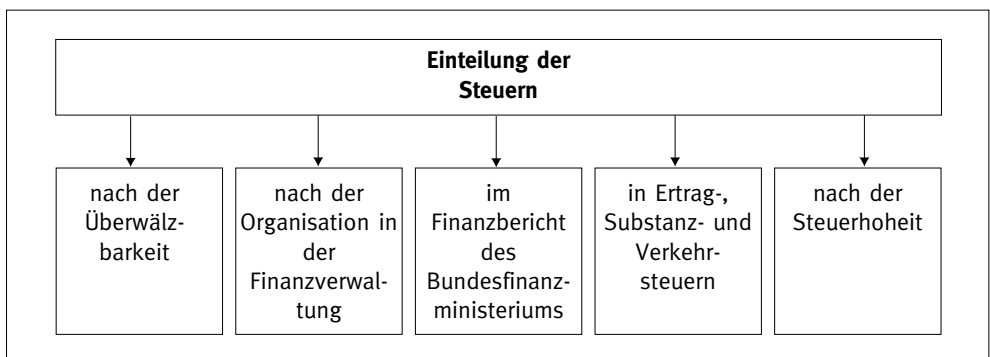 Einteilung der
Steuern
nach der
Überwälz-
barkeit
nach der
Organisation in
der
Finanzverwal-
tung
im
Finanzbericht
des
Bundesfinanz-
ministeriums
in Ertrag-,
Substanz- und
Verkehr-
steuern
nach der
Steuerhoheit